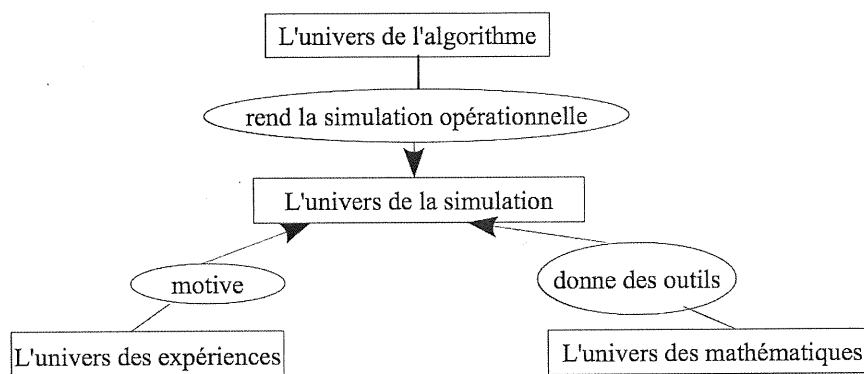 L'univers de l'algorithme
rend la simulation opérationnelle
L'univers de la simulation
motive
donne des outils
L'univers des expériences
L'univers des mathématiques